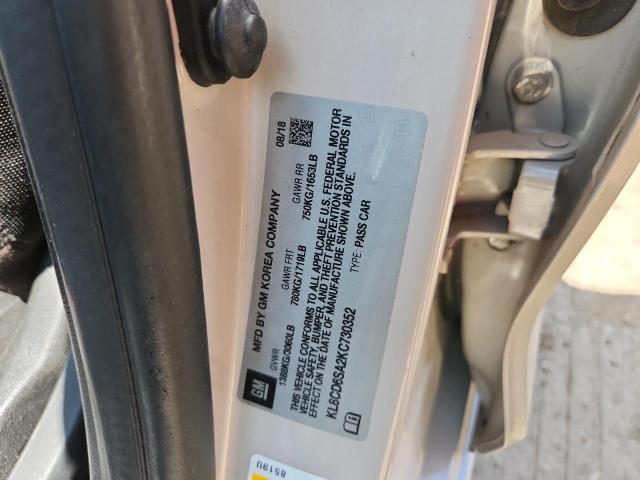 MFD BY GM KOREA COMPANY
08/18
GVWR
GAWR FRT
GAWR RR
1388KG/3060LB
780KG/1719LB
750KG/1653LB
THIS VEHICLE CONFORMS TO ALL APPLICABLE U.S. FEDERAL MOTOR
VEHICLE SAFETY, BUMPER, AND THEFT PREVENTION STANDARDS IN
EFFECT ON THE DATE OF MANUFACTURE SHOWN ABOVE.
KL8CD6SA2KC730352
TYPE: PASS CAR
GM
8519U